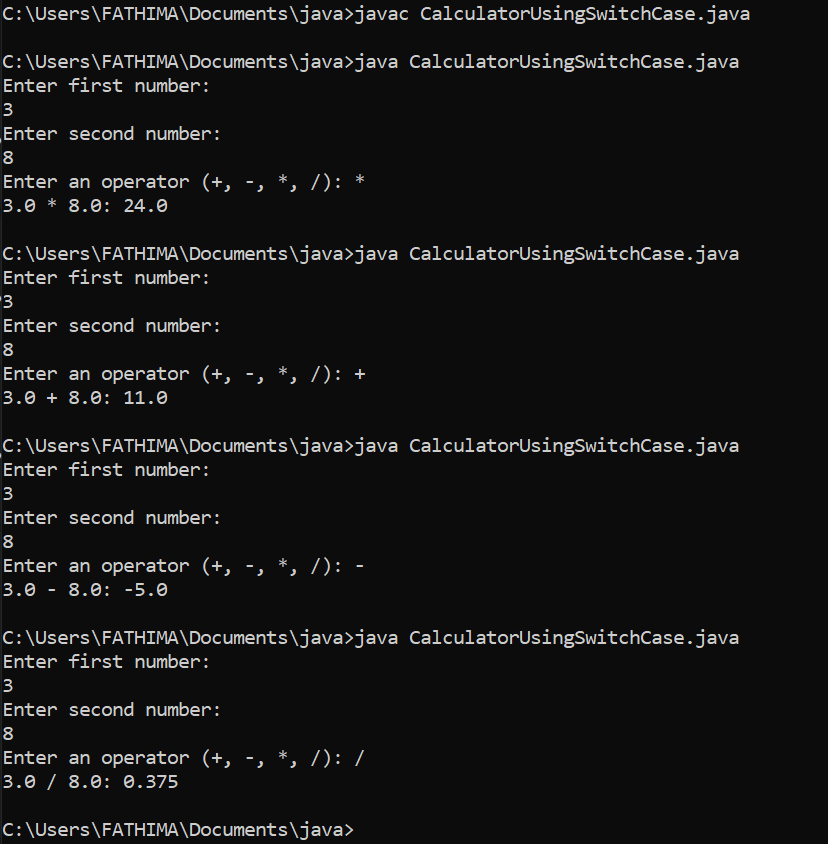 C:\Users\FATHIMA\Documents\java>javac CalculatorUsingSwitchCase.java
C:\Users\FATHIMA\Documents\java>java CalculatorUsingSwitchCase.java
Enter first number:
3
Enter second number:
8
Enter an operator (+, -, *, /): *
3.0 * 8.0: 24.0
C:\Users\FATHIMA\Documents\java>java CalculatorUsingSwitchCase.java
Enter first number:
3
Enter second number:
8
Enter an operator (+, -, *, /): +
3.0 + 8.0: 11.0
C:\Users\FATHIMA\Documents\java>java CalculatorUsingSwitchCase.java
Enter first number:
3
Enter second number:
8
Enter an operator (+, -, *, /): -
3.0 - 8.0: -5.0
C:\Users\FATHIMA\Documents\java>java CalculatorUsingSwitchCase.java
Enter first number:
3
Enter second number:
8
Enter an operator (+, -, *, /): /
3.0 / 8.0: 0.375
C:\Users\FATHIMA\Documents\java>